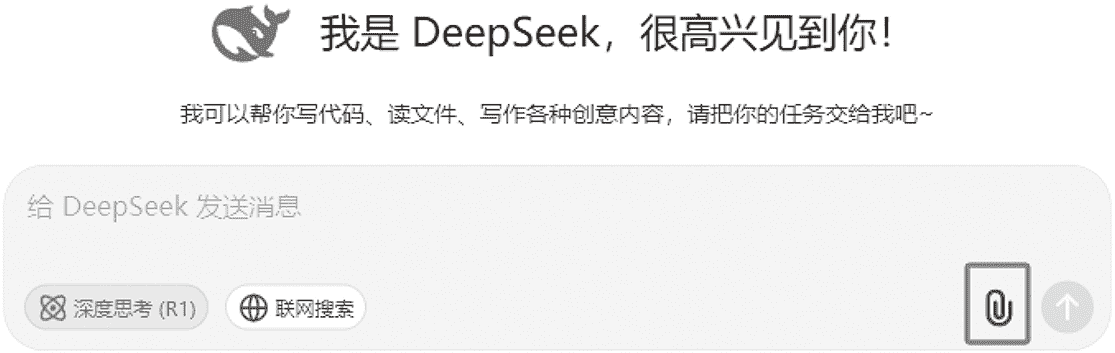 我是 DeepSeek，很高兴见到你！
我可以帮你写代码、读文件、写作各种创意内容，请把你的任务交给我吧~
给 DeepSeek 发送消息
深度思考 (R1) 联网搜索